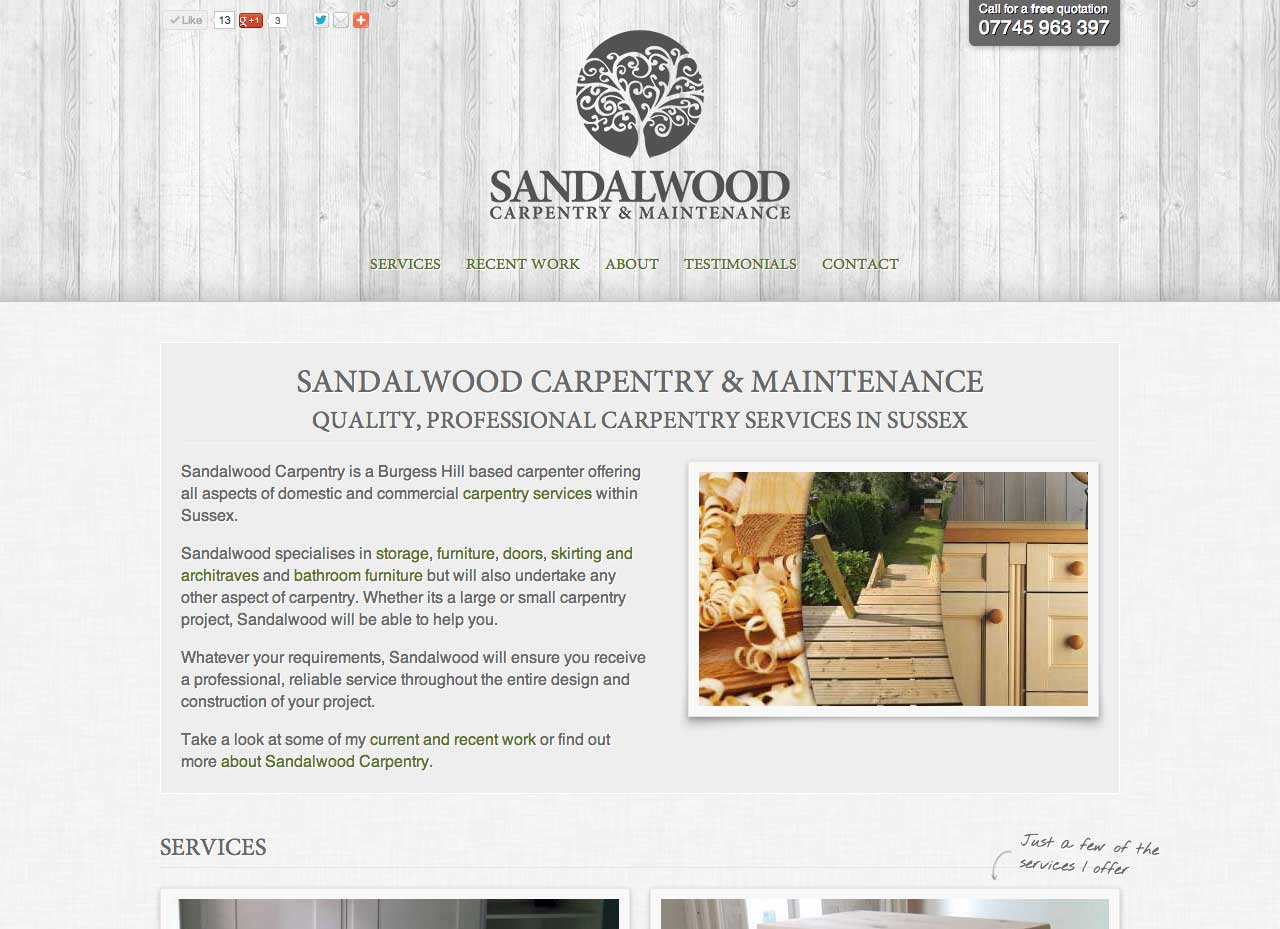 Like 13 g +1 3
Call for a free quotation
07745 963 397
SANDALWOOD
CARPENTRY & MAINTENANCE
SERVICES RECENT WORK ABOUT TESTIMONIALS CONTACT
SANDALWOOD CARPENTRY & MAINTENANCE
QUALITY, PROFESSIONAL CARPENTRY SERVICES IN SUSSEX
Sandalwood Carpentry is a Burgess Hill based carpenter offering
all aspects of domestic and commercial carpentry services within
Sussex.
Sandalwood specialises in storage, furniture, doors, skirting and
architraves and bathroom furniture but will also undertake any
other aspect of carpentry. Whether its a large or small carpentry
project, Sandalwood will be able to help you.
Whatever your requirements, Sandalwood will ensure you receive
a professional, reliable service throughout the entire design and
construction of your project.
Take a look at some of my current and recent work or find out
more about Sandalwood Carpentry.
SERVICES
Just a few of the
services I offer